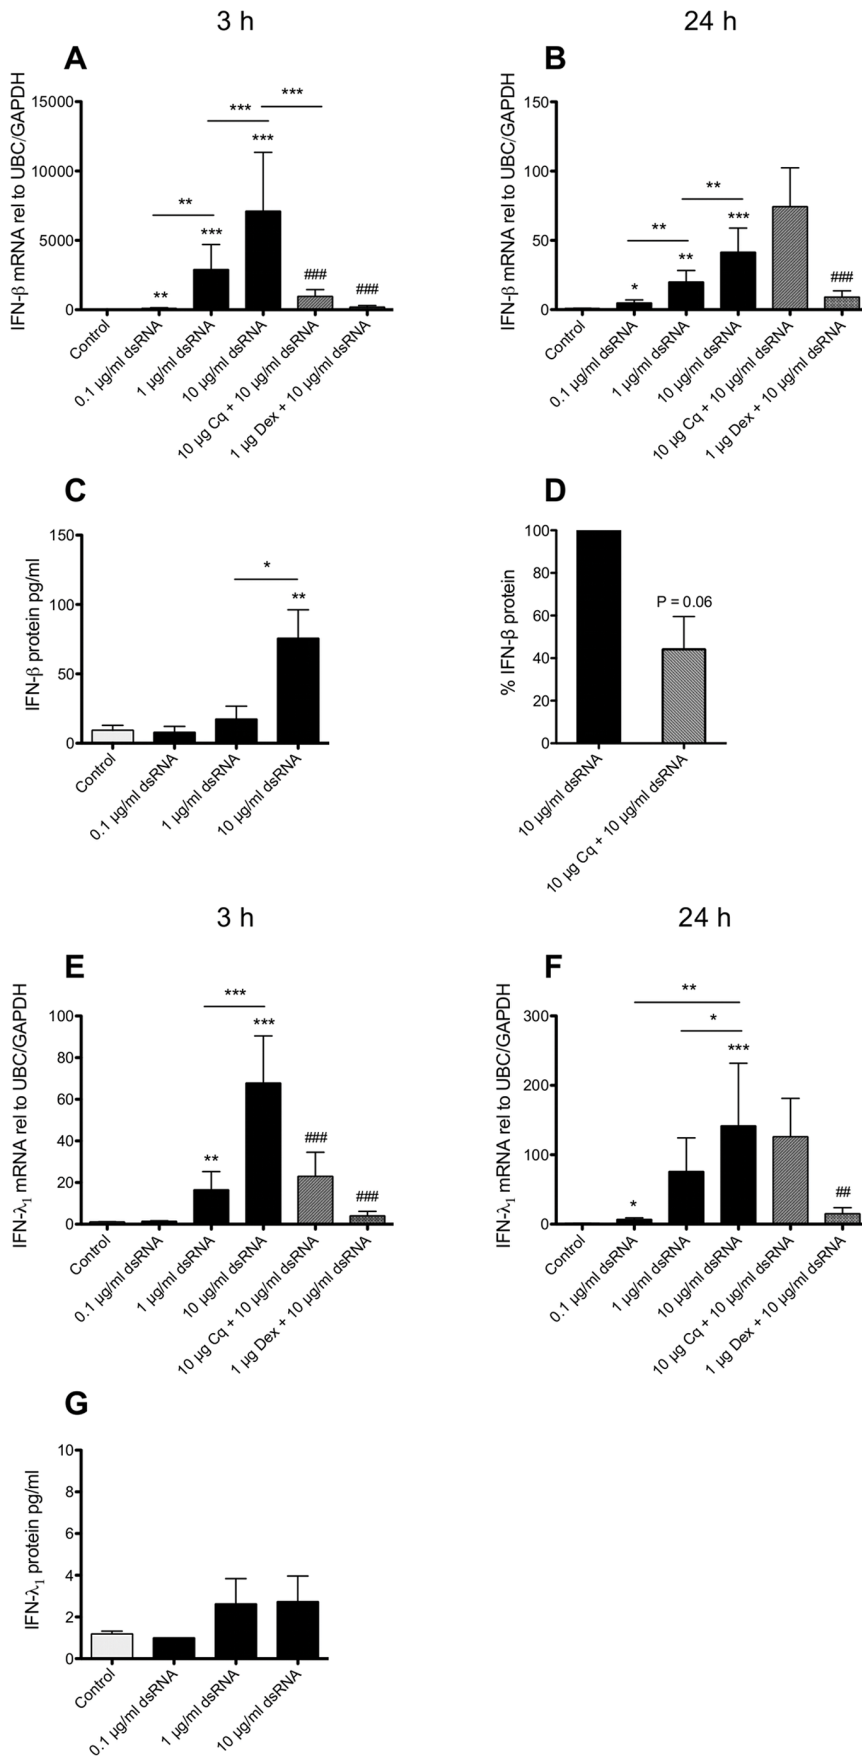 3 h
24 h
A
IFN-β mRNA rel to UBC/GAPDH
15000
10000
5000
0
***
***
***
**
***
**
###
###
Control
0.1 µg/ml dsRNA
1 µg/ml dsRNA
10 µg/ml dsRNA
10 µg Cq + 10 µg/ml dsRNA
1 µg Dex + 10 µg/ml dsRNA
B
IFN-β mRNA rel to UBC/GAPDH
150
100
50
0
**
**
***
**
*
###
Control
0.1 µg/ml dsRNA
1 µg/ml dsRNA
10 µg/ml dsRNA
10 µg Cq + 10 µg/ml dsRNA
1 µg Dex + 10 µg/ml dsRNA
C
IFN-β protein pg/ml
150
100
50
0
*
**
Control
0.1 µg/ml dsRNA
1 µg/ml dsRNA
10 µg/ml dsRNA
D
% IFN-β protein
100
80
60
40
20
0
P = 0.06
10 µg/ml dsRNA
10 µg Cq + 10 µg/ml dsRNA
3 h
24 h
E
IFN-λ1 mRNA rel to UBC/GAPDH
100
80
60
40
20
0
***
***
**
###
###
Control
0.1 µg/ml dsRNA
1 µg/ml dsRNA
10 µg/ml dsRNA
10 µg Cq + 10 µg/ml dsRNA
1 µg Dex + 10 µg/ml dsRNA
F
IFN-λ1 mRNA rel to UBC/GAPDH
300
200
100
0
**
*
***
*
##
Control
0.1 µg/ml dsRNA
1 µg/ml dsRNA
10 µg/ml dsRNA
10 µg Cq + 10 µg/ml dsRNA
1 µg Dex + 10 µg/ml dsRNA
G
IFN-λ1 protein pg/ml
10
8
6
4
2
0
Control
0.1 µg/ml dsRNA
1 µg/ml dsRNA
10 µg/ml dsRNA